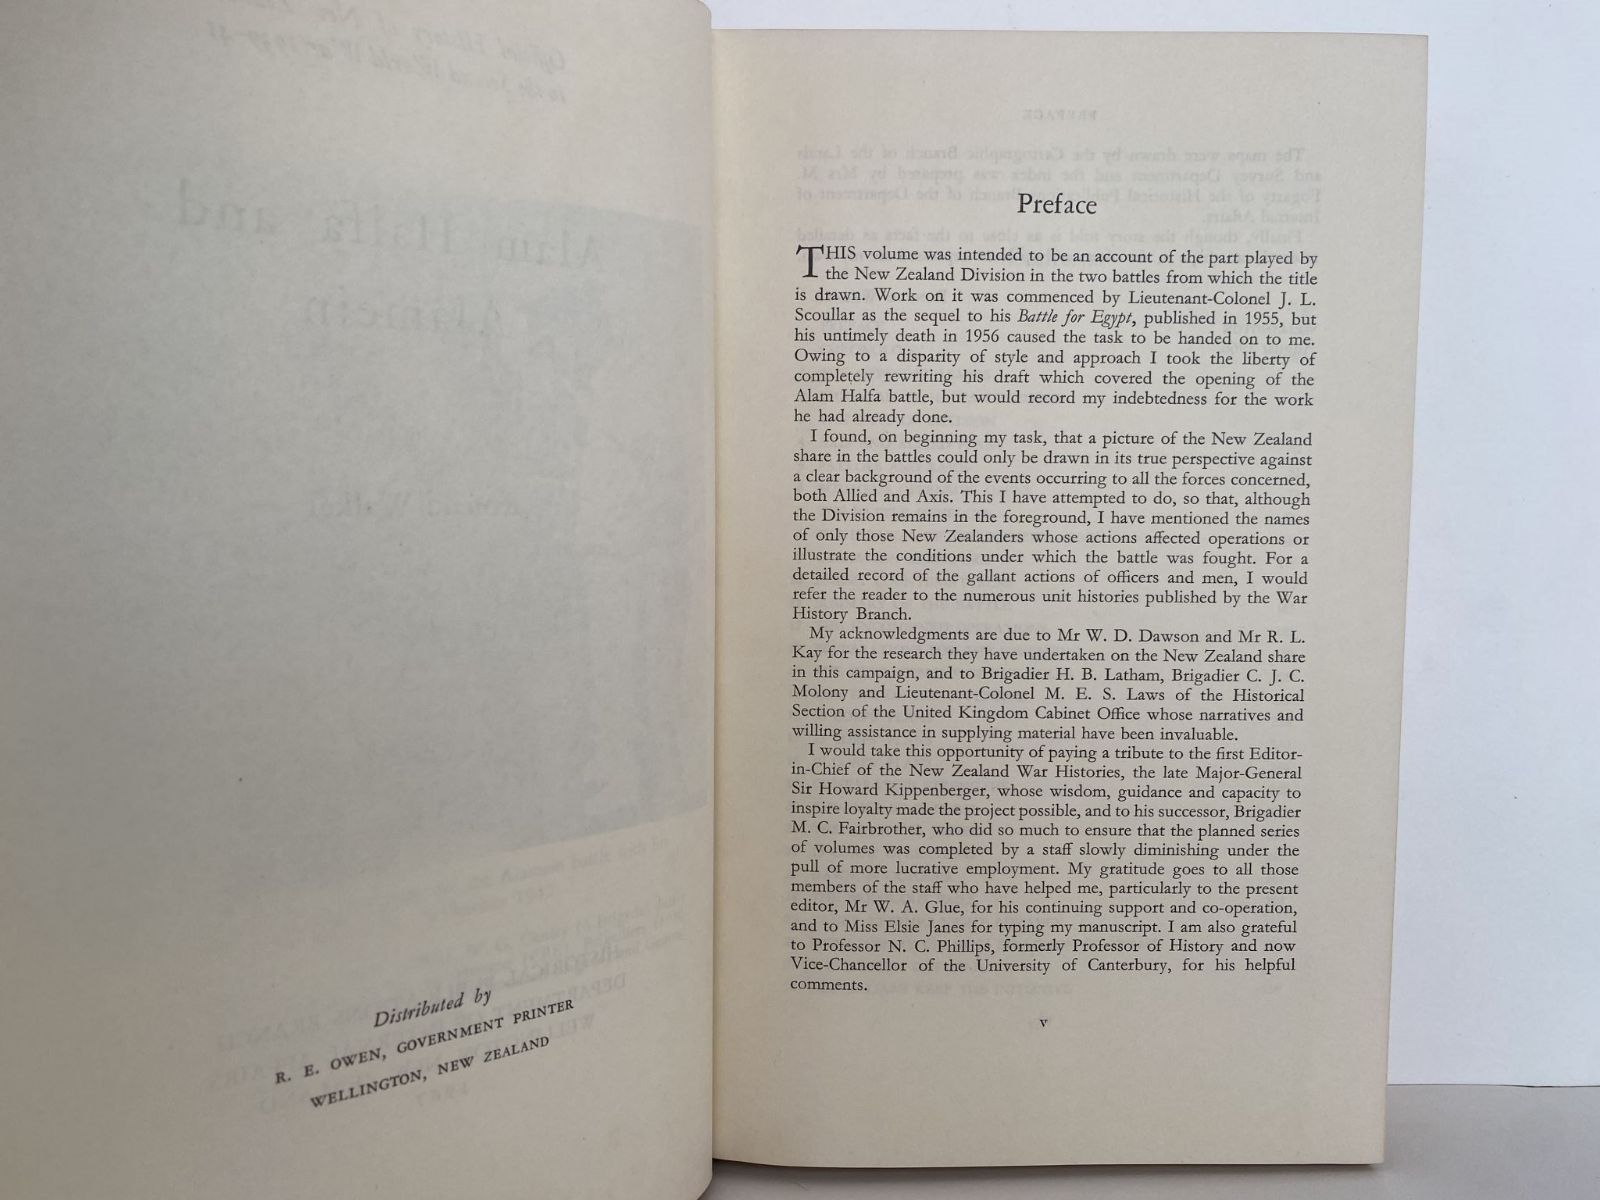 Distributed by
R. E. OWEN, GOVERNMENT PRINTER
WELLINGTON, NEW ZEALAND
Preface
THIS volume was intended to be an account of the part played by
the New Zealand Division in the two battles from which the title
is drawn. Work on it was commenced by Lieutenant-Colonel J. L.
Scoullar as the sequel to his Battle for Egypt, published in 1955, but
his untimely death in 1956 caused the task to be handed on to me.
Owing to a disparity of style and approach I took the liberty of
completely rewriting his draft which covered the opening of the
Alam Halfa battle, but would record my indebtedness for the work
he had already done.
I found, on beginning my task, that a picture of the New Zealand
share in the battles could only be drawn in its true perspective against
a clear background of the events occurring to all the forces concerned,
both Allied and Axis. This I have attempted to do, so that, although
the Division remains in the foreground, I have mentioned the names
of only those New Zealanders whose actions affected operations or
illustrate the conditions under which the battle was fought. For a
detailed record of the gallant actions of officers and men, I would
refer the reader to the numerous unit histories published by the War
History Branch.
My acknowledgments are due to Mr W. D. Dawson and Mr R. L.
Kay for the research they have undertaken on the New Zealand share
in this campaign, and to Brigadier H. B. Latham, Brigadier C. J. C.
Molony and Lieutenant-Colonel M. E. S. Laws of the Historical
Section of the United Kingdom Cabinet Office whose narratives and
willing assistance in supplying material have been invaluable.
I would take this opportunity of paying a tribute to the first Editor-
in-Chief of the New Zealand War Histories, the late Major-General
Sir Howard Kippenberger, whose wisdom, guidance and capacity to
inspire loyalty made the project possible, and to his successor, Brigadier
M. C. Fairbrother, who did so much to ensure that the planned series
of volumes was completed by a staff slowly diminishing under the
pull of more lucrative employment. My gratitude goes to all those
members of the staff who have helped me, particularly to the present
editor, Mr W. A. Glue, for his continuing support and co-operation,
and to Miss Elsie Janes for typing my manuscript. I am also grateful
to Professor N. C. Phillips, formerly Professor of History and now
Vice-Chancellor of the University of Canterbury, for his helpful
comments.
v